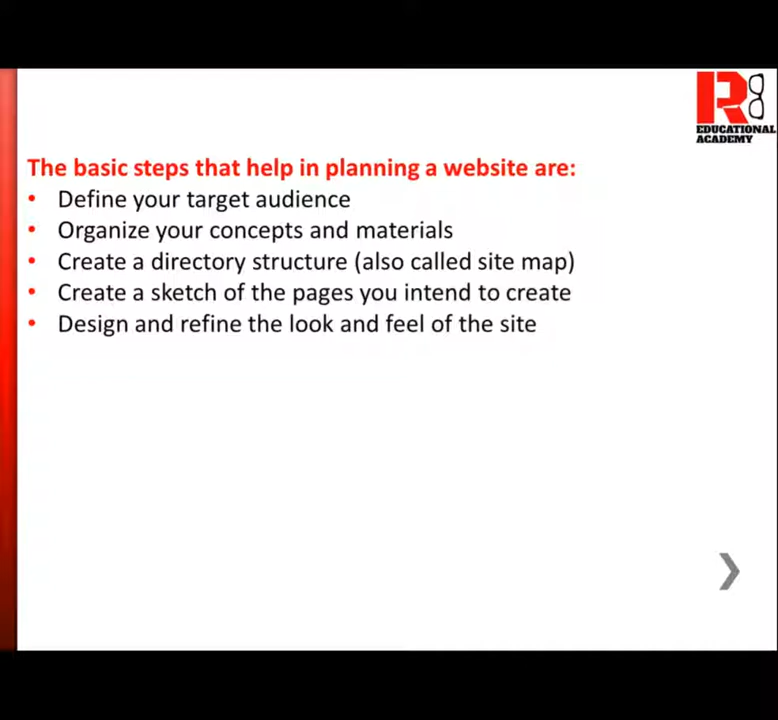 R
EDUCATIONAL
ACADEMY
The basic steps that help in planning a website are:
• Define your target audience
• Organize your concepts and materials
• Create a directory structure (also called site map)
• Create a sketch of the pages you intend to create
• Design and refine the look and feel of the site